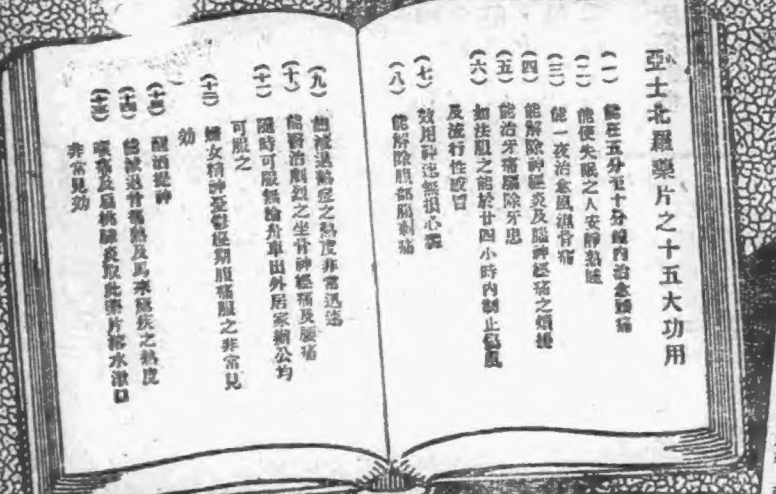 亞士北羅藥片之十五大功用
(一) 能在五分至十分鐘內治愈頭痛
(二) 能使失眠之人安靜熟睡
(三) 能一夜治愈風濕骨痛
(四) 能解除神經炎及腦神經痛之煩擾
(五) 能治牙痛驅除牙患
(六) 如法服之能於廿四小時內制止傷風
及流行性感冒
(七) 效用神速無損心臟
(八) 能解除腹部刺痛
(九) 能減退熱症之熱度非常迅速
(十) 能醫治劇烈之坐骨神經痛及腰痛
(十一) 隨時可服無論舟車出外居家辦公均
可服之
(十二) 婦女精神憂鬱經期腹痛服之非常見
効
(十三) 醒酒提神
(十四) 能減退骨痛熱及馬來瘧疾之熱度
(十五) 喉痛及扁桃腺炎取此藥片溶水漱口
非常見効